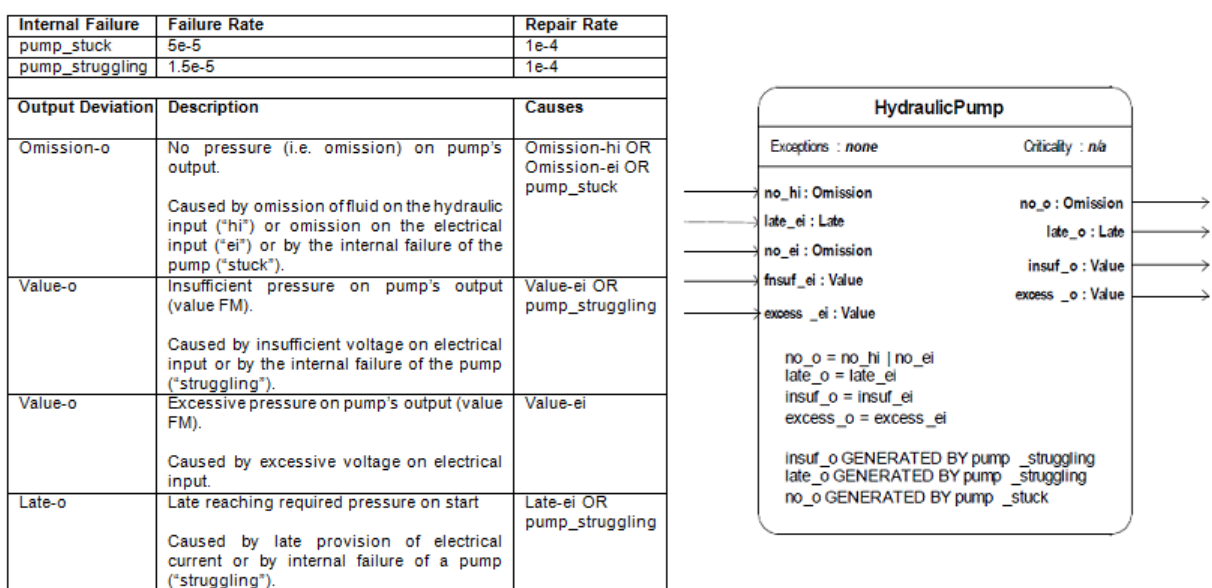 Internal Failure Failure Rate Repair Rate
pump_stuck 5e-5 1e-4
pump_struggling 1.5e-5 1e-4
Output Deviation Description Causes
Omission-o No pressure (i.e. omission) on pump's Omission-hi OR
output. Omission-ei OR
pump_stuck
Caused by omission of fluid on the hydraulic
input ("hi") or omission on the electrical
input ("ei") or by the internal failure of the
pump ("stuck").
Value-o Insufficient pressure on pump's output Value-ei OR
(value FM). pump_struggling
Caused by insufficient voltage on electrical
input or by the internal failure of the pump
("struggling").
Value-o Excessive pressure on pump's output (value Value-ei
FM).
Caused by excessive voltage on electrical
input.
Late-o Late reaching required pressure on start Late-ei OR
pump_struggling
Caused by late provision of electrical
current or by internal failure of a pump
("struggling").
HydraulicPump
Exceptions : none Criticality : n/a
no_hi : Omission
late_ei : Late
no_ei : Omission
fnsuf_ei : Value
excess _ei : Value
no_o : Omission
late_o : Late
insuf_o : Value
excess _o : Value
no_o = no_hi | no_ei
late_o = late_ei
insuf_o = insuf_ei
excess _o = excess _ei
insuf_o GENERATED BY pump _struggling
late_o GENERATED BY pump _struggling
no_o GENERATED BY pump _stuck